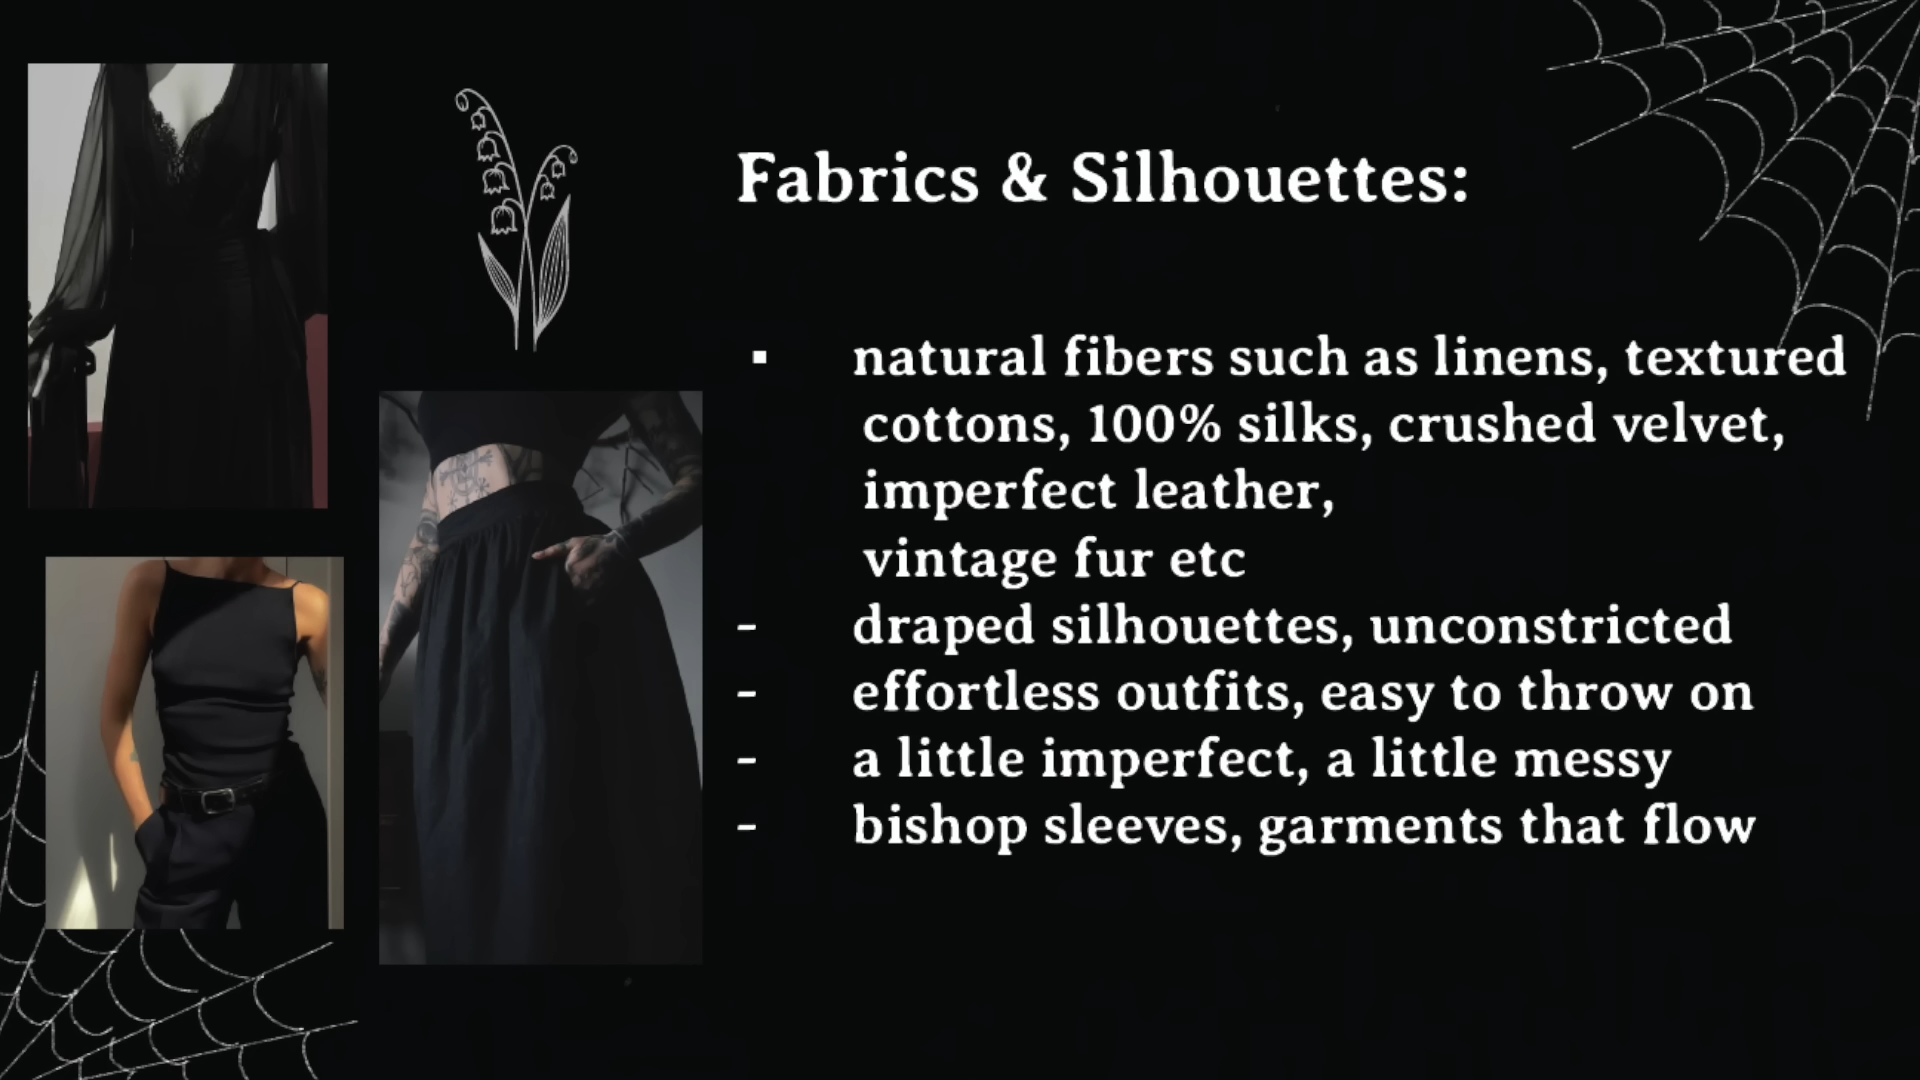 Fabrics & Silhouettes:
▪ natural fibers such as linens, textured
cottons, 100% silks, crushed velvet,
imperfect leather,
vintage fur etc
- draped silhouettes, unconstricted
- effortless outfits, easy to throw on
- a little imperfect, a little messy
- bishop sleeves, garments that flow